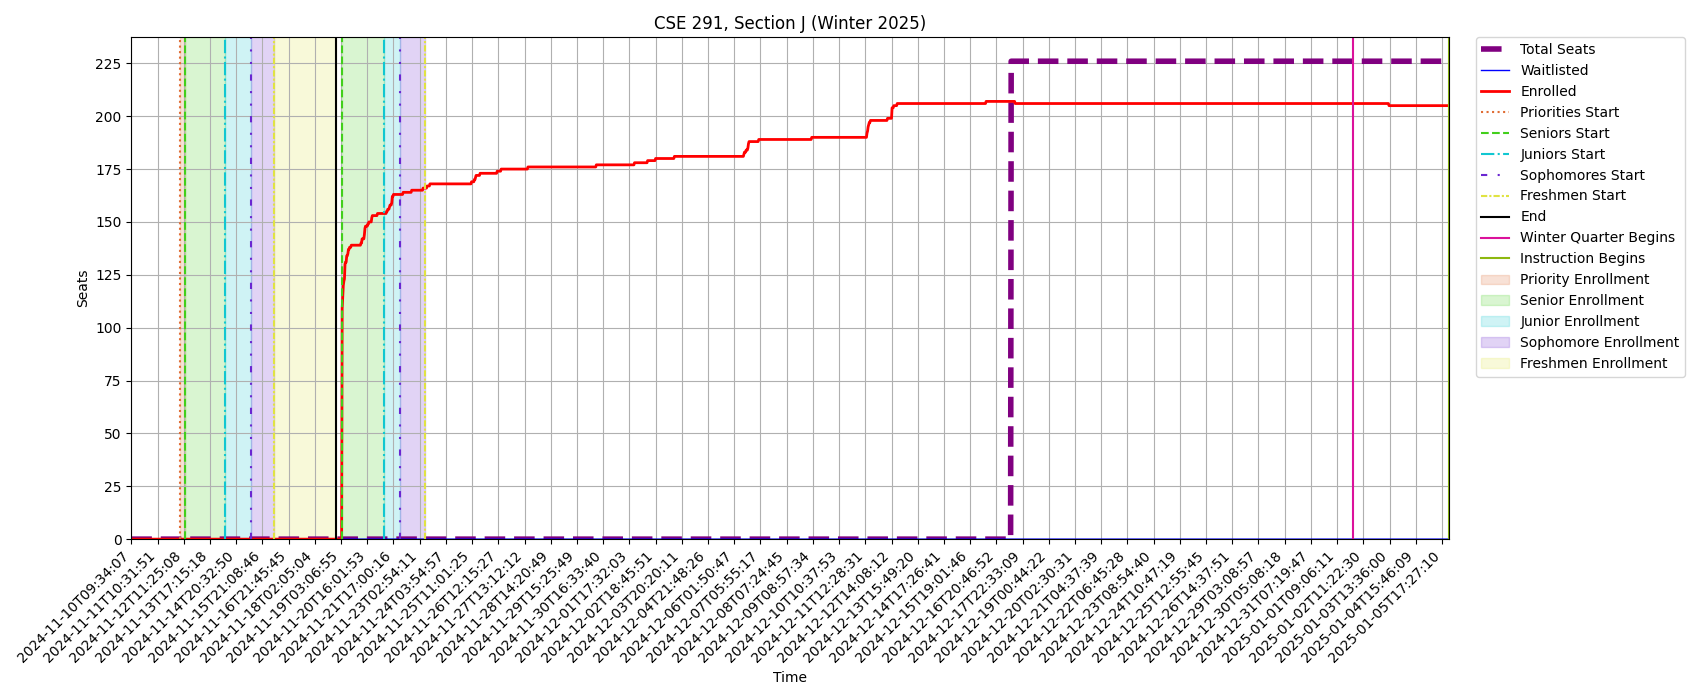 CSE 291, Section J (Winter 2025)
Seats
225
200
175
150
125
100
75
50
25
0
2024-11-10T09:34:07
2024-11-11T10:31:51
2024-11-12T11:25:08
2024-11-13T17:15:18
2024-11-14T20:32:50
2024-11-15T21:08:46
2024-11-16T21:45:45
2024-11-18T02:05:04
2024-11-19T03:06:55
2024-11-20T16:01:53
2024-11-21T17:00:16
2024-11-23T02:54:11
2024-11-24T03:54:57
2024-11-25T11:01:25
2024-11-26T12:15:27
2024-11-27T13:12:12
2024-11-28T14:20:49
2024-11-29T15:25:49
2024-11-30T16:33:40
2024-12-01T17:32:03
2024-12-02T18:45:51
2024-12-03T20:20:11
2024-12-04T21:48:26
2024-12-06T01:50:47
2024-12-07T05:55:17
2024-12-08T07:24:45
2024-12-09T08:57:34
2024-12-10T10:37:53
2024-12-11T12:28:31
2024-12-12T14:08:12
2024-12-13T15:49:20
2024-12-14T17:26:41
2024-12-15T19:01:46
2024-12-16T20:46:52
2024-12-17T22:33:09
2024-12-19T00:44:22
2024-12-20T02:30:31
2024-12-21T04:37:39
2024-12-22T06:45:28
2024-12-23T08:54:40
2024-12-24T10:47:19
2024-12-25T12:55:45
2024-12-26T14:37:51
2024-12-29T03:08:57
2024-12-30T05:08:18
2024-12-31T07:19:47
2025-01-01T09:06:11
2025-01-02T11:22:30
2025-01-03T13:36:00
2025-01-04T15:46:09
2025-01-05T17:27:10
Time
Total Seats
Waitlisted
Enrolled
Priorities Start
Seniors Start
Juniors Start
Sophomores Start
Freshmen Start
End
Winter Quarter Begins
Instruction Begins
Priority Enrollment
Senior Enrollment
Junior Enrollment
Sophomore Enrollment
Freshmen Enrollment